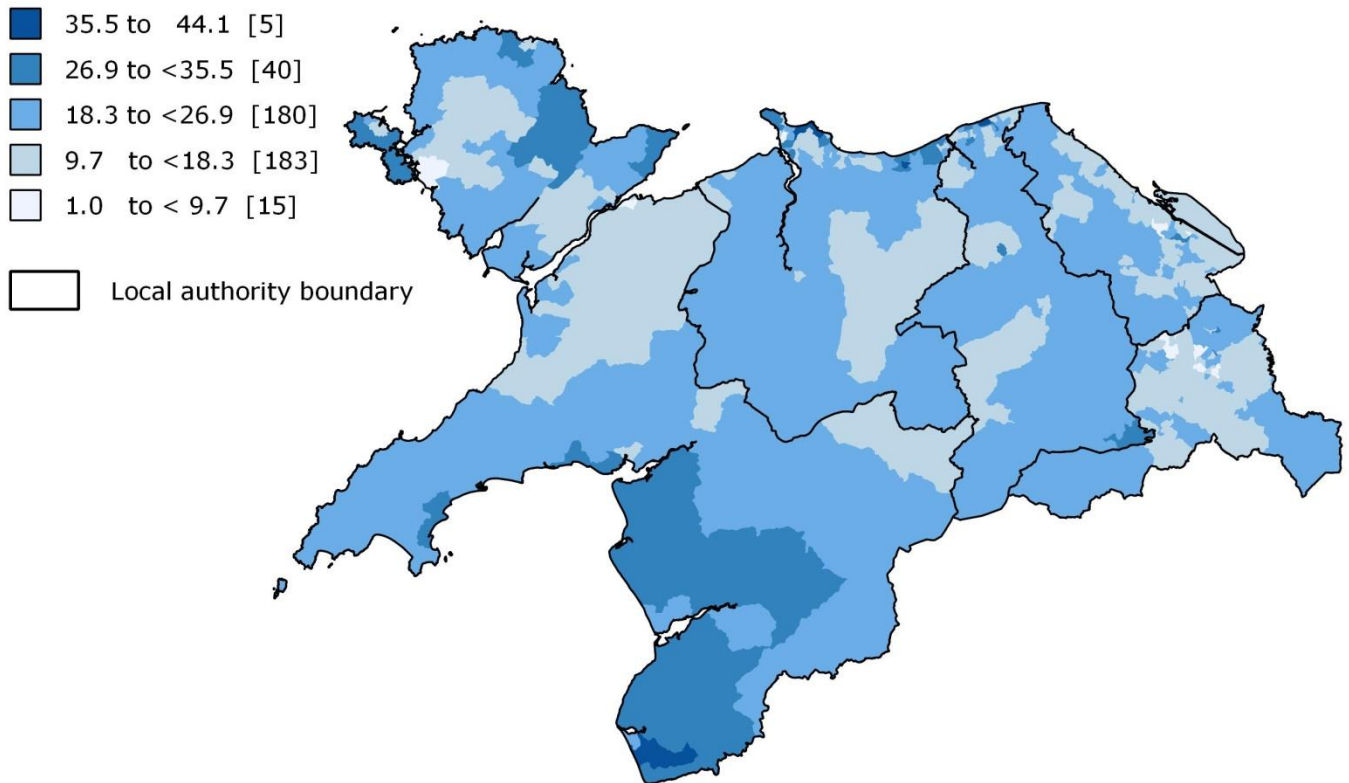 35.5 to 44.1 [5]
26.9 to <35.5 [40]
18.3 to <26.9 [180]
9.7 to <18.3 [183]
1.0 to < 9.7 [15]
Local authority boundary